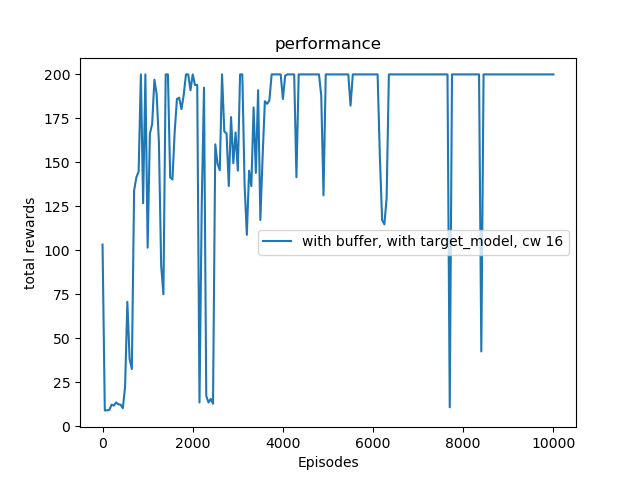 performance
200
175
150
125
100
75
50
25
0
total rewards
with buffer, with target_model, cw 16
0 2000 4000 6000 8000 10000
Episodes